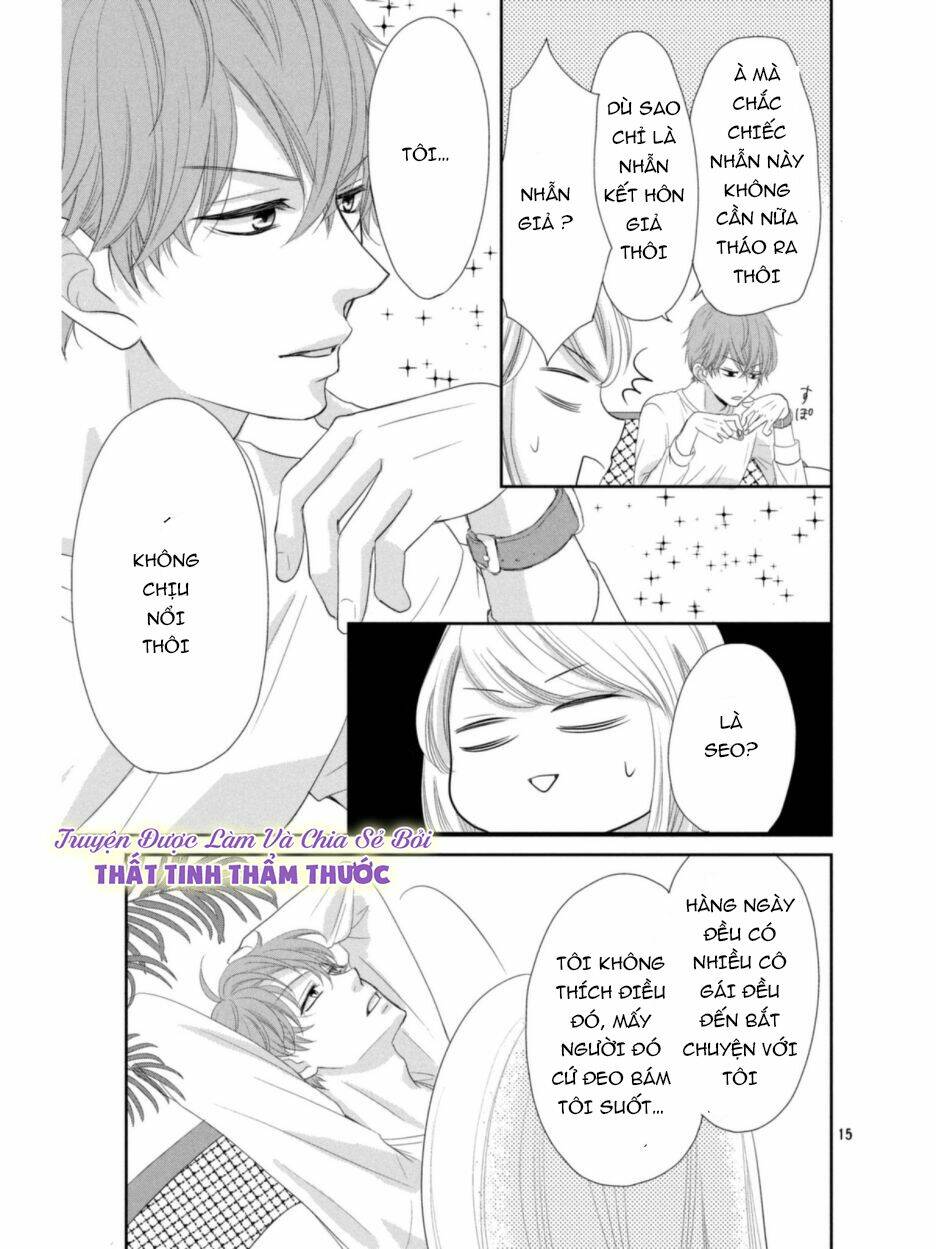 À MÀ
CHẮC
CHIẾC
NHẪN NÀY
KHÔNG
CẦN NỮA
THÁO RA
THÔI
DÙ SAO
CHỈ LÀ
NHẪN
KẾT HÔN
GIẢ
THÔI
NHẪN
GIẢ ?
すぽ
TÔI...
KHÔNG
CHỊU
NỔI
THÔI
LÀ
SEO?
Truyện Được Làm Và Chia Sẻ Bởi
THẤT TINH THẨM THƯỚC
HÀNG NGÀY
ĐỀU CÓ
NHIỀU CÔ
GÁI ĐỀU
ĐẾN BẮT
CHUYỆN VỚI
TÔI
TÔI KHÔNG
THÍCH ĐIỀU
ĐÓ, MẤY
NGƯỜI ĐÓ
CỨ ĐEO BÁM
TÔI SUỐT...
15